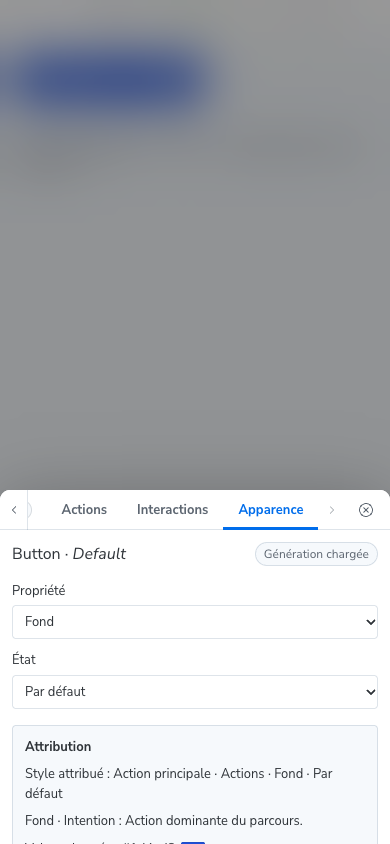 Actions Interactions Apparence
Button · Default
Génération chargée
Propriété
Fond
État
Par défaut
Attribution
Style attribué : Action principale · Actions · Fond · Par
défaut
Fond · Intention : Action dominante du parcours.